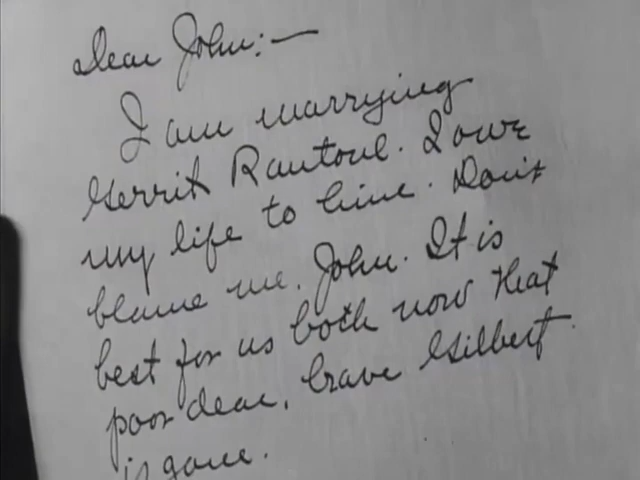 Dear John:—
I am marrying
Gerrit Rantoul. I owe
my life to him. Don't
blame me, John. It is
best for us both now that
poor dear, brave Gilbert
is gone.